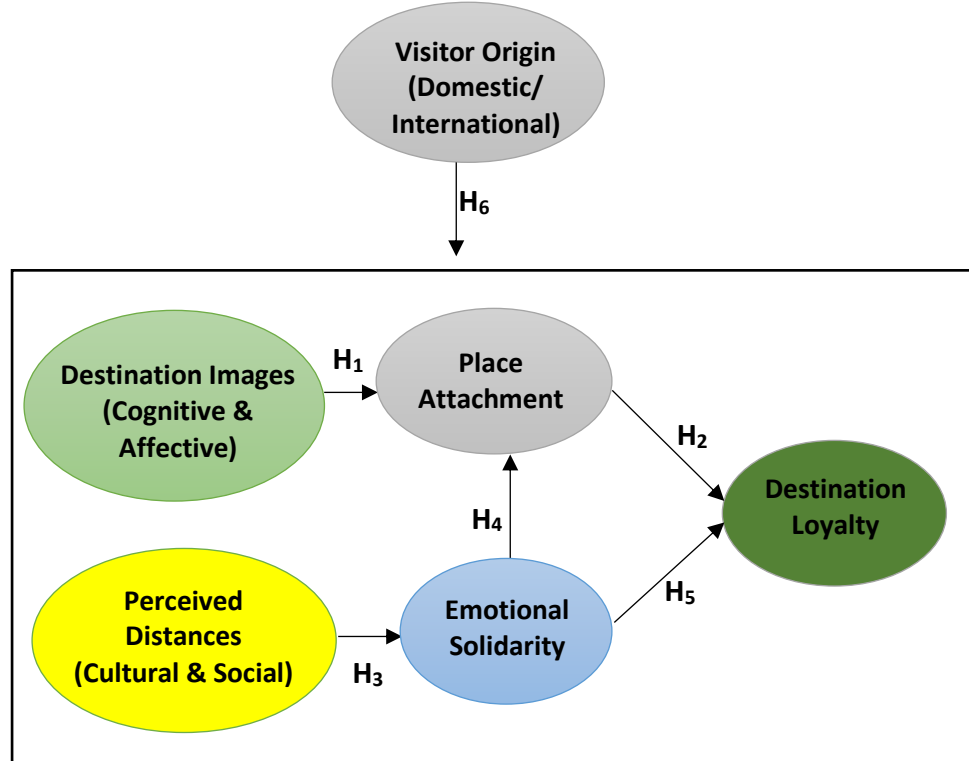 Visitor Origin
(Domestic/
International)
H₆
Destination Images
(Cognitive &
Affective)
H₁
Place
Attachment
H₂
Destination
Loyalty
H₄
Perceived
Distances
(Cultural & Social)
H₃
Emotional
Solidarity
H₅